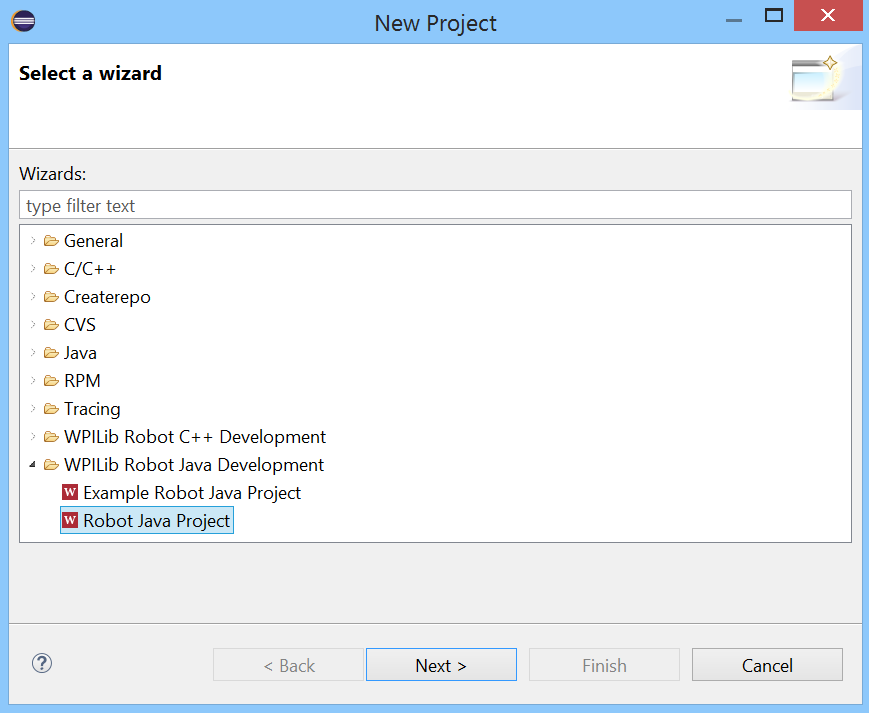 New Project
Select a wizard
Wizards:
type filter text
General
C/C++
Createrepo
CVS
Java
RPM
Tracing
WPILib Robot C++ Development
WPILib Robot Java Development
W Example Robot Java Project
W Robot Java Project
? < Back Next > Finish Cancel